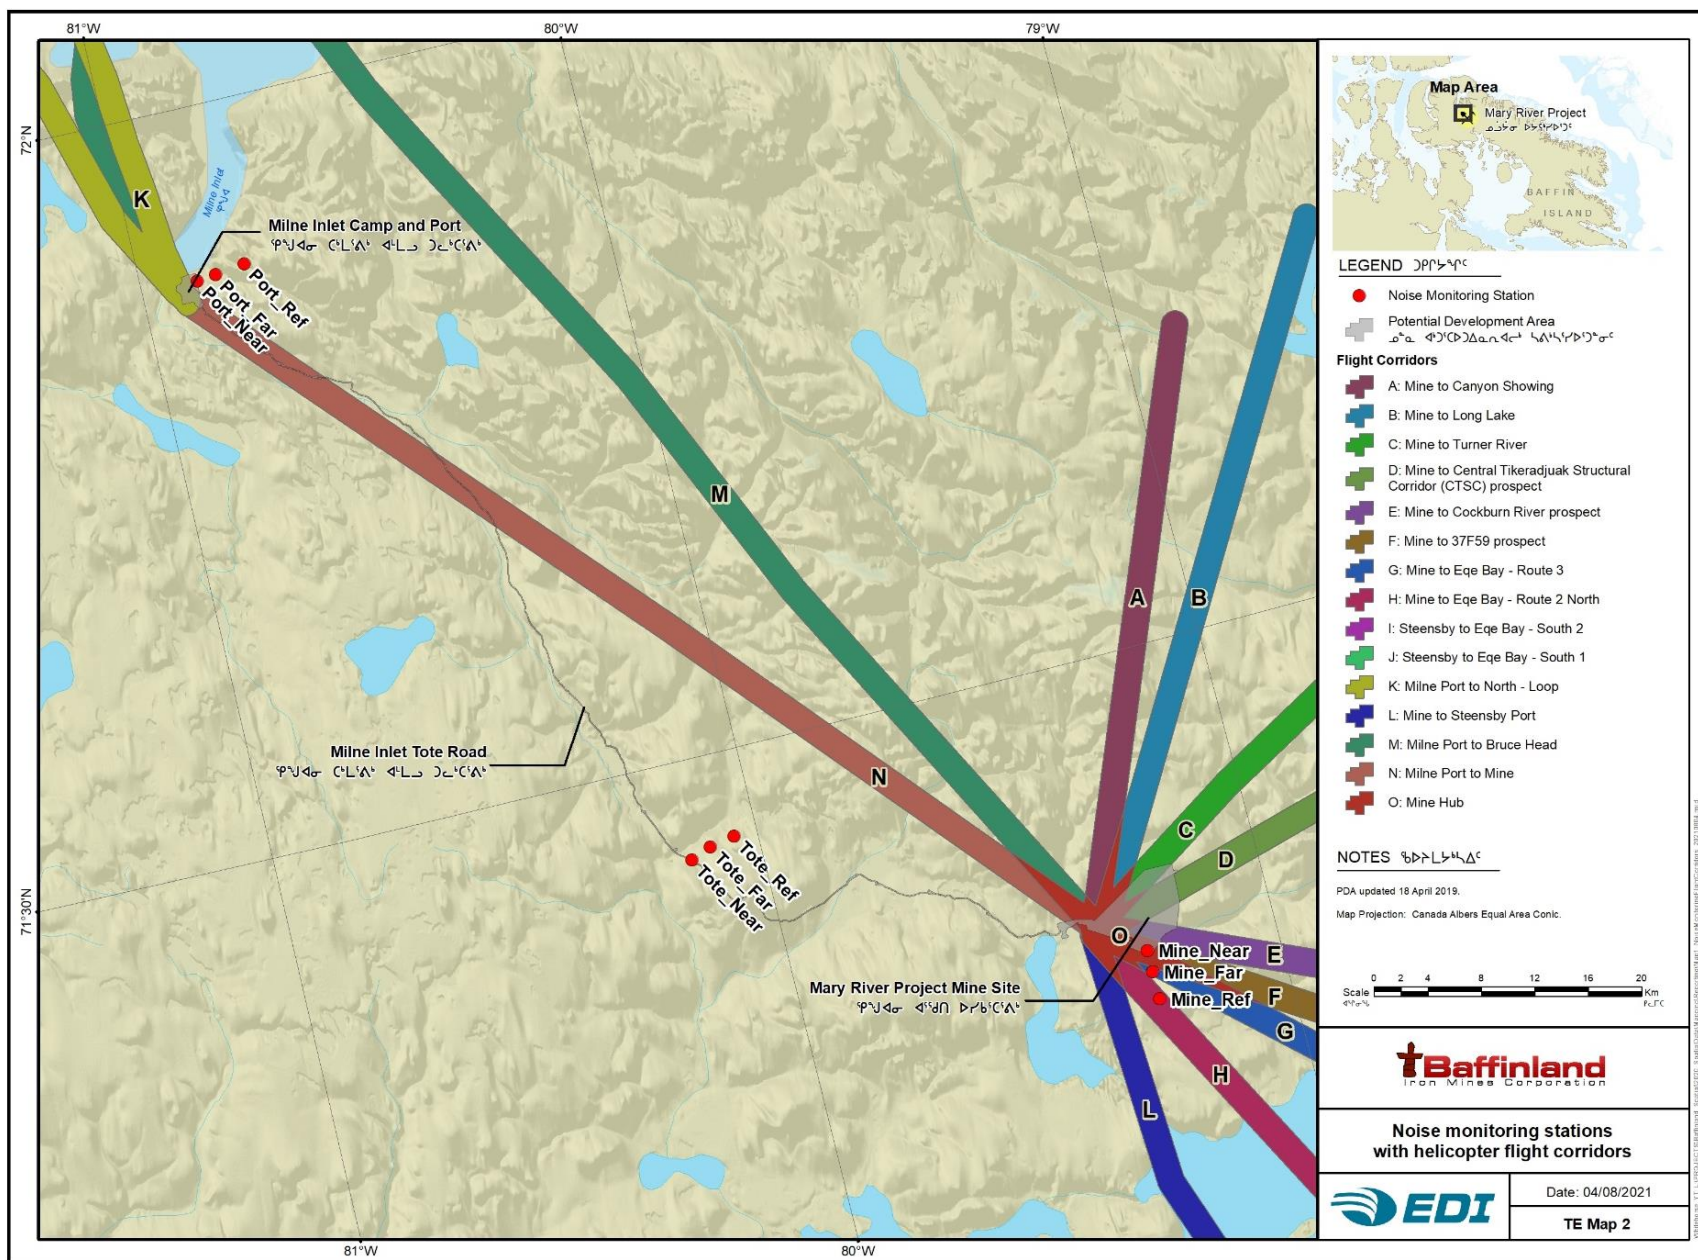 81°W
80°W
79°W
72°N
71°30'N
81°W
80°W
K
Milne Inlet
ᕿᖑᐊ
Milne Inlet Camp and Port
Port_Ref
Port_Far
Port_Near
M
A
B
N
Milne Inlet Tote Road
C
D
Tote_Ref
Tote_Far
Tote_Near
O
Mine_Near
E
Mine_Far
F
Mary River Project Mine Site
Mine_Ref
G
H
L
Map Area
Mary River Project
BAFFIN
ISLAND
LEGEND
Noise Monitoring Station
Potential Development Area
Flight Corridors
A: Mine to Canyon Showing
B: Mine to Long Lake
C: Mine to Turner River
D: Mine to Central Tikeradjuak Structural
Corridor (CTSC) prospect
E: Mine to Cockburn River prospect
F: Mine to 37F59 prospect
G: Mine to Eqe Bay - Route 3
H: Mine to Eqe Bay - Route 2 North
I: Steensby to Eqe Bay - South 2
J: Steensby to Eqe Bay - South 1
K: Milne Port to North - Loop
L: Mine to Steensby Port
M: Milne Port to Bruce Head
N: Milne Port to Mine
O: Mine Hub
NOTES
PDA updated 18 April 2019.
Map Projection: Canada Albers Equal Area Conic.
0 2 4 8 12 16 20
Scale
Km
Baffinland
Iron Mines Corporation
Noise monitoring stations
with helicopter flight corridors
EDI
Date: 04/08/2021
TE Map 2